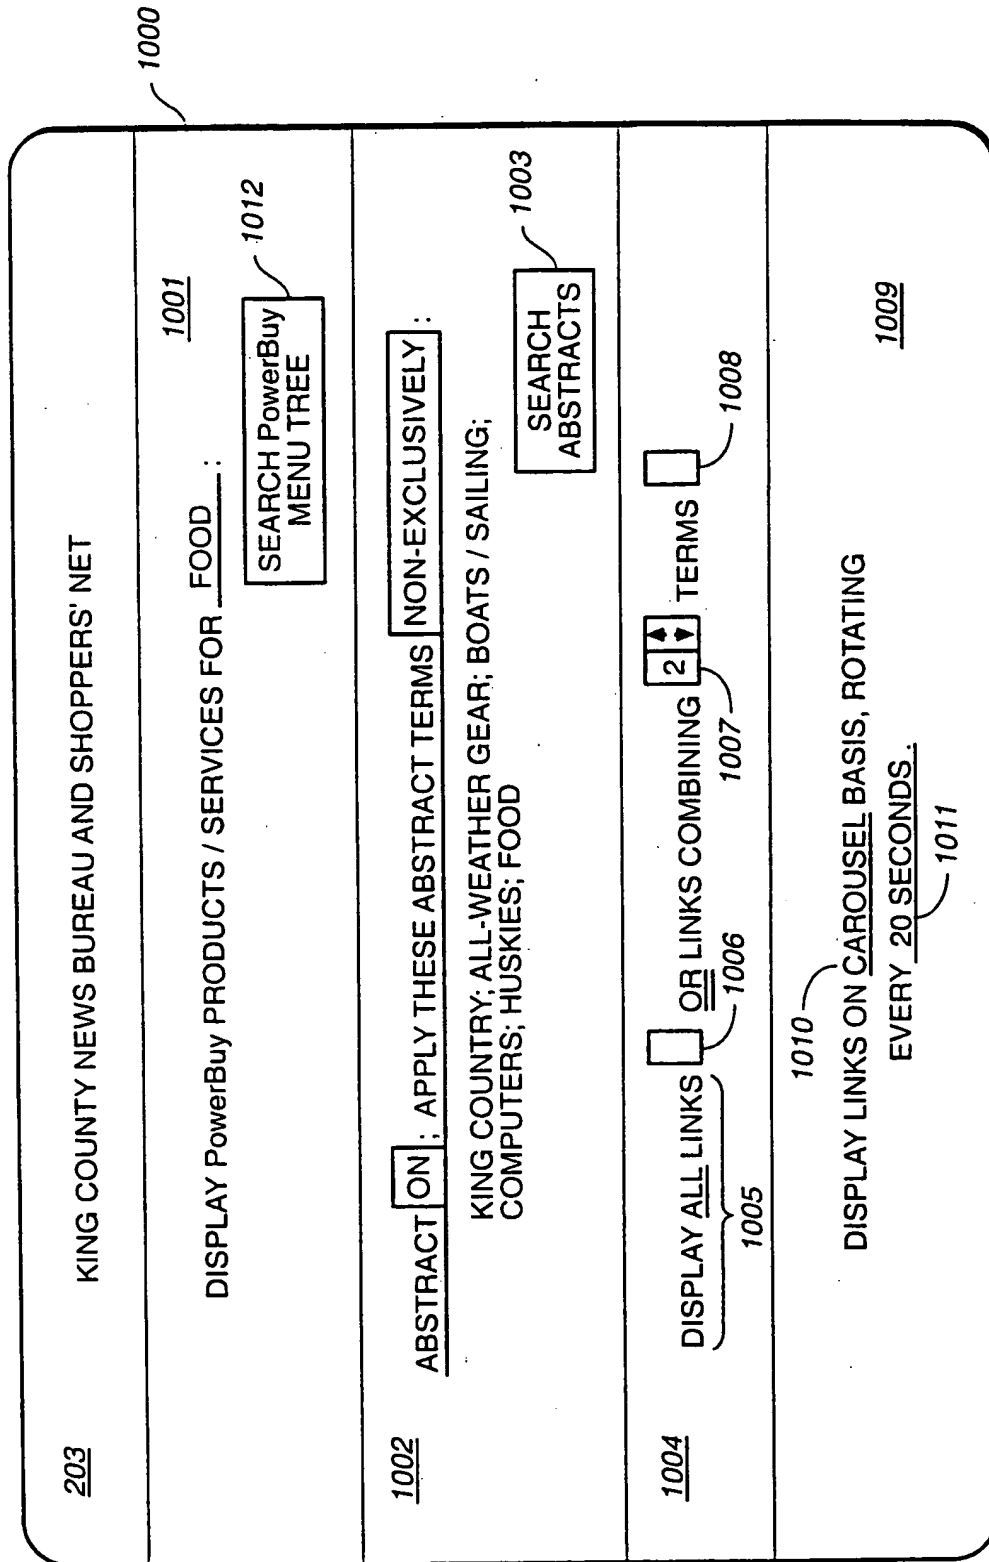 1000
203
KING COUNTY NEWS BUREAU AND SHOPPERS' NET
1001
DISPLAY PowerBuy PRODUCTS / SERVICES FOR FOOD :
1012
SEARCH PowerBuy
MENU TREE
1002
ABSTRACT ON ; APPLY THESE ABSTRACT TERMS NON-EXCLUSIVELY :
KING COUNTRY; ALL-WEATHER GEAR; BOATS / SAILING;
COMPUTERS; HUSKIES; FOOD
1003
SEARCH
ABSTRACTS
1004
DISPLAY ALL LINKS OR LINKS COMBINING 2 TERMS
1005
1006
1007
1008
1009
1010
DISPLAY LINKS ON CAROUSEL BASIS, ROTATING
EVERY 20 SECONDS.
1011